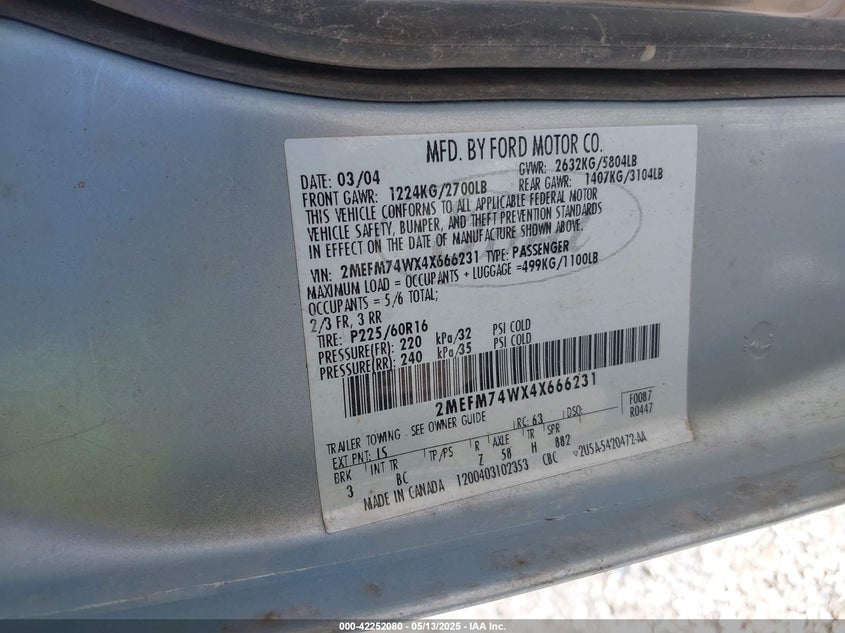 MFD. BY FORD MOTOR CO.
DATE: 03/04 GVWR: 2632KG/5804LB
FRONT GAWR: 1224KG/2700LB REAR GAWR: 1407KG/3104LB
THIS VEHICLE CONFORMS TO ALL APPLICABLE FEDERAL MOTOR
VEHICLE SAFETY, BUMPER, AND THEFT PREVENTION STANDARDS
IN EFFECT ON THE DATE OF MANUFACTURE SHOWN ABOVE.
VIN: 2MEFM74WX4X666231 TYPE: PASSENGER
MAXIMUM LOAD = OCCUPANTS + LUGGAGE =499KG/1100LB
OCCUPANTS = 5/6 TOTAL;
2/3 FR, 3 RR
TIRE: P225/60R16
PRESSURE(FR) 220 kPa/32 PSI COLD
PRESSURE(RR) 240 kPa/35 PSI COLD
2MEFM74WX4X666231
F0087
R0447
TRAILER TOWING - SEE OWNER GUIDE RC: 63 DSO:
EXT PNT: IS
BRK INT TR TP/PS R AXLE TR SPR
3 BC Z 58 H 882
MADE IN CANADA 1200403102353 CBC 2U5A-5420472-AA
000-42252080 - 05/13/2025 - IAA Inc.